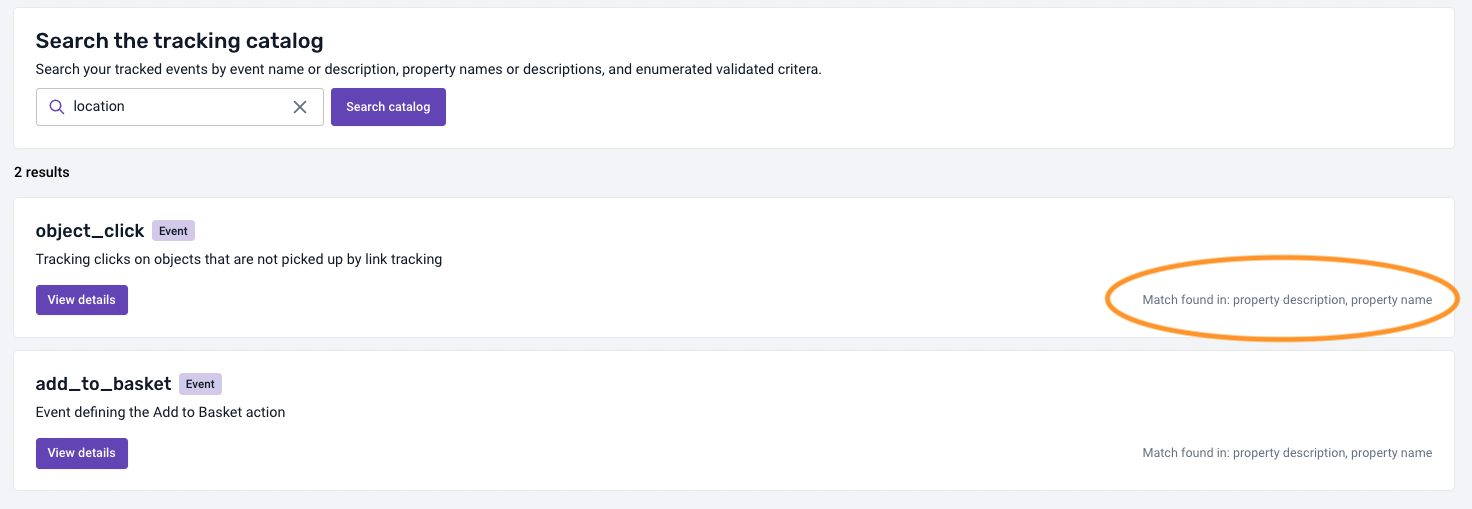 Search the tracking catalog
Search your tracked events by event name or description, property names or descriptions, and enumerated validated critera.
location
Search catalog
2 results
object_click Event
Tracking clicks on objects that are not picked up by link tracking
View details
Match found in: property description, property name
add_to_basket Event
Event defining the Add to Basket action
View details
Match found in: property description, property name